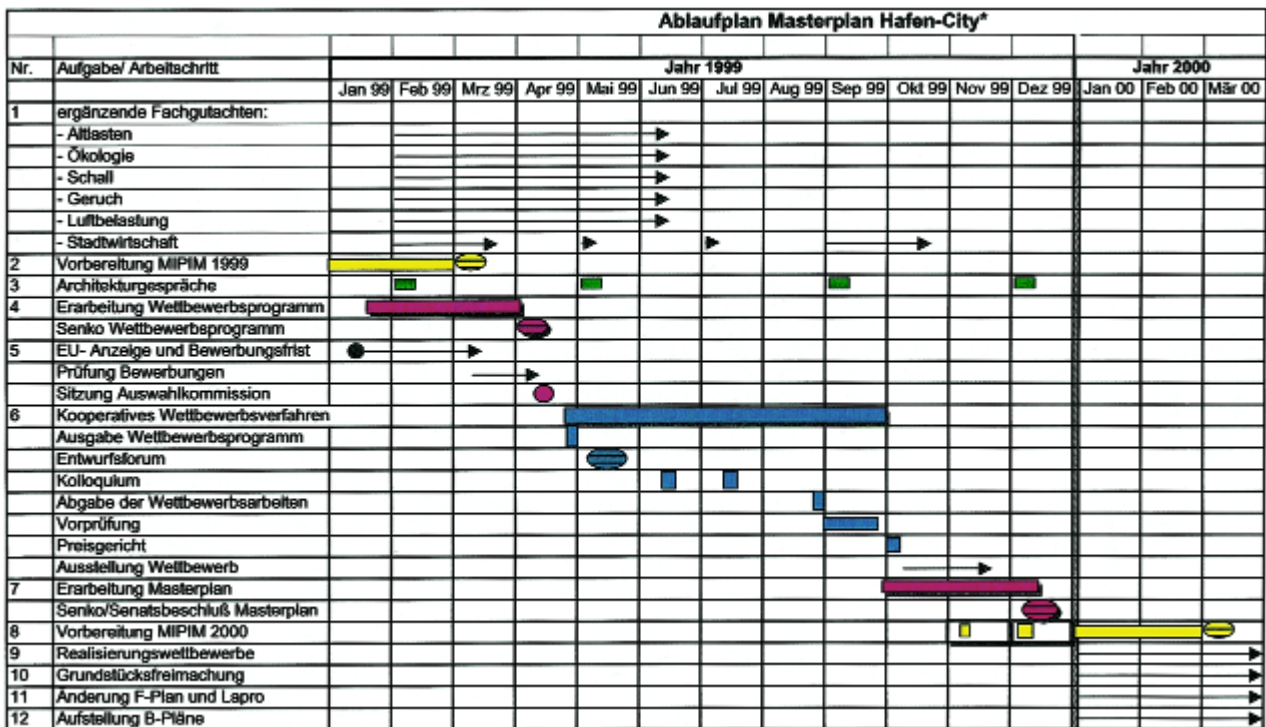 Ablaufplan Masterplan Hafen-City*
Nr. Aufgabe/ Arbeitschritt Jahr 1999 Jahr 2000
Jan 99 Feb 99 Mrz 99 Apr 99 Mai 99 Jun 99 Jul 99 Aug 99 Sep 99 Okt 99 Nov 99 Dez 99 Jan 00 Feb 00 Mär 00
1 ergänzende Fachgutachten:
- Altlasten
- Ökologie
- Schall
- Geruch
- Luftbelastung
- Stadtwirtschaft
2 Vorbereitung MIPIM 1999
3 Architekturgespräche
4 Erarbeitung Wettbewerbsprogramm
Senko Wettbewerbsprogramm
5 EU- Anzeige und Bewerbungsfrist
Prüfung Bewerbungen
Sitzung Auswahlkommission
6 Kooperatives Wettbewerbsverfahren
Ausgabe Wettbewerbsprogramm
Entwurfsforum
Kolloquium
Abgabe der Wettbewerbsarbeiten
Vorprüfung
Preisgericht
Ausstellung Wettbewerb
7 Erarbeitung Masterplan
Senko/Senatsbeschluß Masterplan
8 Vorbereitung MIPIM 2000
9 Realisierungswettbewerbe
10 Grundstücksfreimachung
11 Änderung F-Plan und Lapro
12 Aufstellung B-Pläne